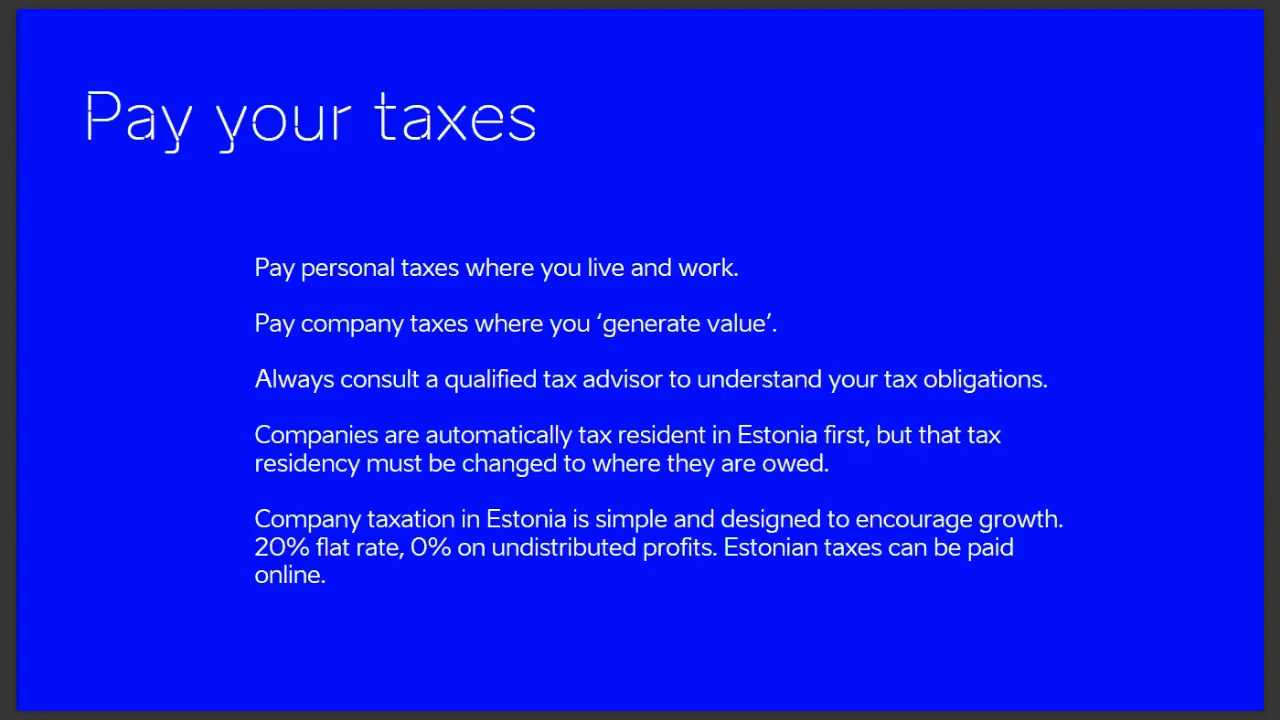 Pay your taxes
Pay personal taxes where you live and work.
Pay company taxes where you ‘generate value’.
Always consult a qualified tax advisor to understand your tax obligations.
Companies are automatically tax resident in Estonia first, but that tax
residency must be changed to where they are owed.
Company taxation in Estonia is simple and designed to encourage growth.
20% flat rate, 0% on undistributed profits. Estonian taxes can be paid
online.